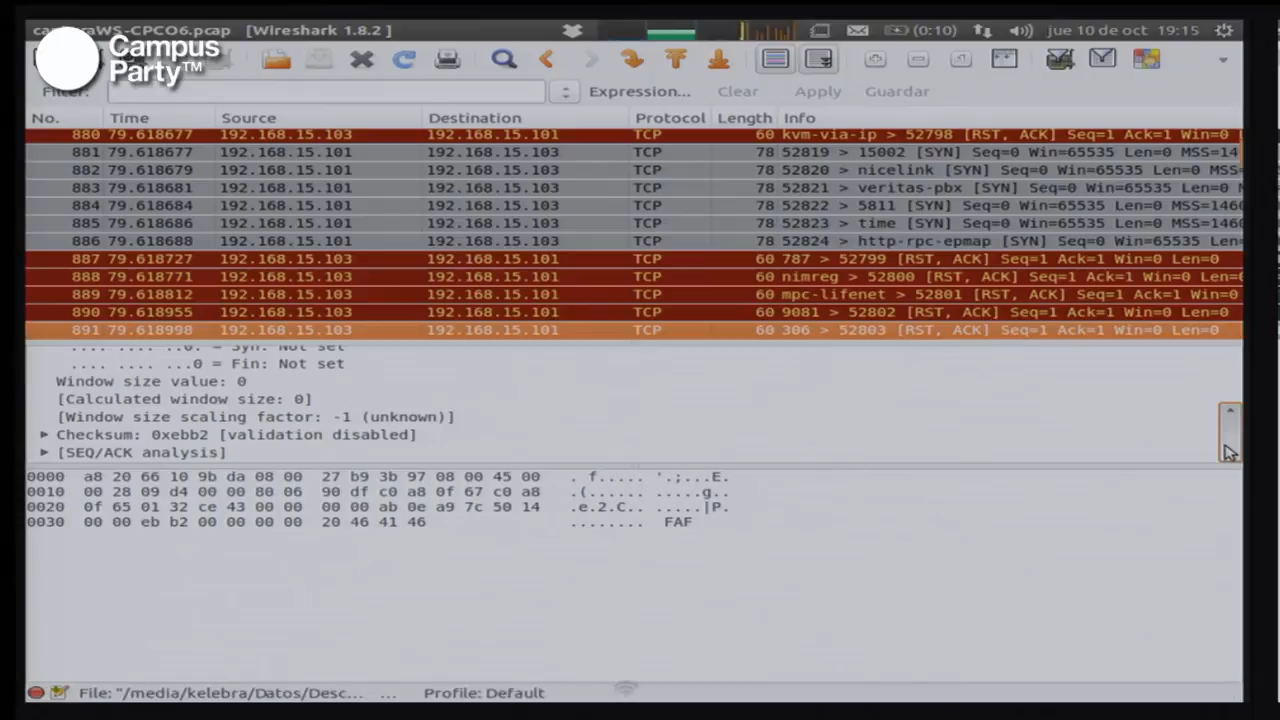 WS-CPCO6.pcap [Wireshark 1.8.2 ] (0:10) jue 10 de oct 19:15
Campus
Party™
Expression... Clear Apply Guardar
No. Time Source Destination Protocol Length Info
880 79.618677 192.168.15.103 192.168.15.101 TCP 60 kvm-via-ip > 52798 [RST, ACK] Seq=1 Ack=1 Win=0
881 79.618677 192.168.15.101 192.168.15.103 TCP 78 52819 > 15002 [SYN] Seq=0 Win=65535 Len=0 MSS=14
882 79.618679 192.168.15.101 192.168.15.103 TCP 78 52820 > nicelink [SYN] Seq=0 Win=65535 Len=0 MSS=
883 79.618681 192.168.15.101 192.168.15.103 TCP 78 52821 > veritas-pbx [SYN] Seq=0 Win=65535 Len=0 M
884 79.618684 192.168.15.101 192.168.15.103 TCP 78 52822 > 5811 [SYN] Seq=0 Win=65535 Len=0 MSS=1460
885 79.618686 192.168.15.101 192.168.15.103 TCP 78 52823 > time [SYN] Seq=0 Win=65535 Len=0 MSS=1460
886 79.618688 192.168.15.101 192.168.15.103 TCP 78 52824 > http-rpc-epmap [SYN] Seq=0 Win=65535 Len=
887 79.618727 192.168.15.103 192.168.15.101 TCP 60 787 > 52799 [RST, ACK] Seq=1 Ack=1 Win=0 Len=0
888 79.618771 192.168.15.103 192.168.15.101 TCP 60 nimreg > 52800 [RST, ACK] Seq=1 Ack=1 Win=0 Len=0
889 79.618812 192.168.15.103 192.168.15.101 TCP 60 mpc-lifenet > 52801 [RST, ACK] Seq=1 Ack=1 Win=0
890 79.618955 192.168.15.103 192.168.15.101 TCP 60 9081 > 52802 [RST, ACK] Seq=1 Ack=1 Win=0 Len=0
891 79.618998 192.168.15.103 192.168.15.101 TCP 60 306 > 52803 [RST, ACK] Seq=1 Ack=1 Win=0 Len=0
.... .... ..0. = Syn: Not set
.... .... ...0 = Fin: Not set
Window size value: 0
[Calculated window size: 0]
[Window size scaling factor: -1 (unknown)]
Checksum: 0xebb2 [validation disabled]
[SEQ/ACK analysis]
0000 a8 20 66 10 9b da 08 00 27 b9 3b 97 08 00 45 00 . f..... '.;...E.
0010 00 28 09 d4 00 00 80 06 90 df c0 a8 0f 67 c0 a8 .(...... .....g..
0020 0f 65 01 32 ce 43 00 00 00 00 ab 0e a9 7c 50 14 .e.2.C.. .....|P.
0030 00 00 eb b2 00 00 00 00 20 46 41 46 ........ FAF
File: "/media/kelebra/Datos/Desc... ... Profile: Default